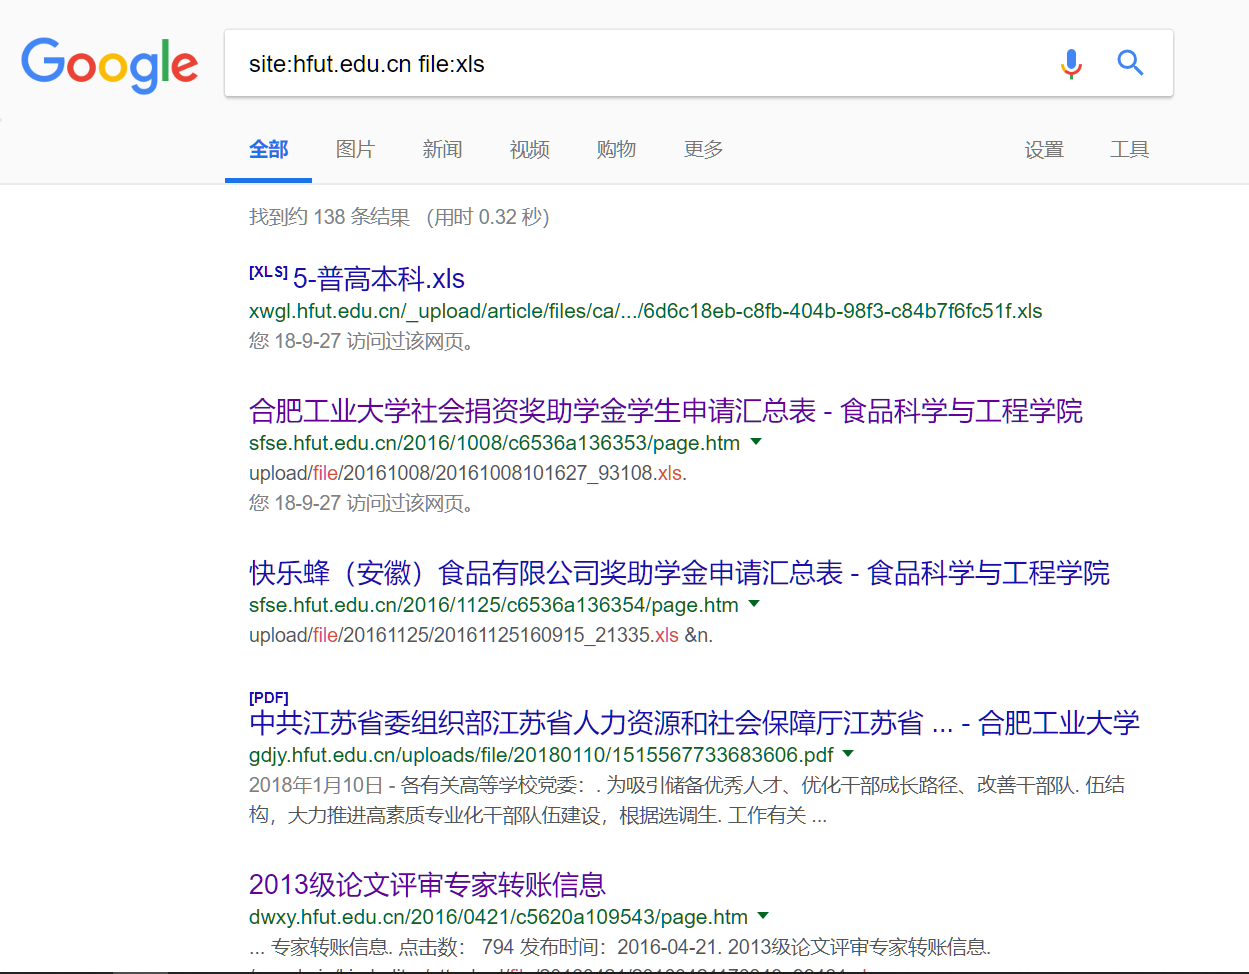 Google
site:hfut.edu.cn file:xls
全部 图片 新闻 视频 购物 更多 设置 工具
找到约 138 条结果 （用时 0.32 秒）
[XLS] 5-普高本科.xls
xwgl.hfut.edu.cn/_upload/article/files/ca/.../6d6c18eb-c8fb-404b-98f3-c84b7f6fc51f.xls
您 18-9-27 访问过该网页。
合肥工业大学社会捐资奖助学金学生申请汇总表 - 食品科学与工程学院
sfse.hfut.edu.cn/2016/1008/c6536a136353/page.htm
upload/file/20161008/20161008101627_93108.xls.
您 18-9-27 访问过该网页。
快乐蜂（安徽）食品有限公司奖助学金申请汇总表 - 食品科学与工程学院
sfse.hfut.edu.cn/2016/1125/c6536a136354/page.htm
upload/file/20161125/20161125160915_21335.xls &n.
[PDF]
中共江苏省委组织部江苏省人力资源和社会保障厅江苏省 ... - 合肥工业大学
gdjy.hfut.edu.cn/uploads/file/20180110/1515567733683606.pdf
2018年1月10日 - 各有关高等学校党委：. 为吸引储备优秀人才、优化干部成长路径、改善干部队. 伍结
构，大力推进高素质专业化干部队伍建设，根据选调生. 工作有关 ...
2013级论文评审专家转账信息
dwxy.hfut.edu.cn/2016/0421/c5620a109543/page.htm
... 专家转账信息. 点击数： 794 发布时间：2016-04-21. 2013级论文评审专家转账信息.